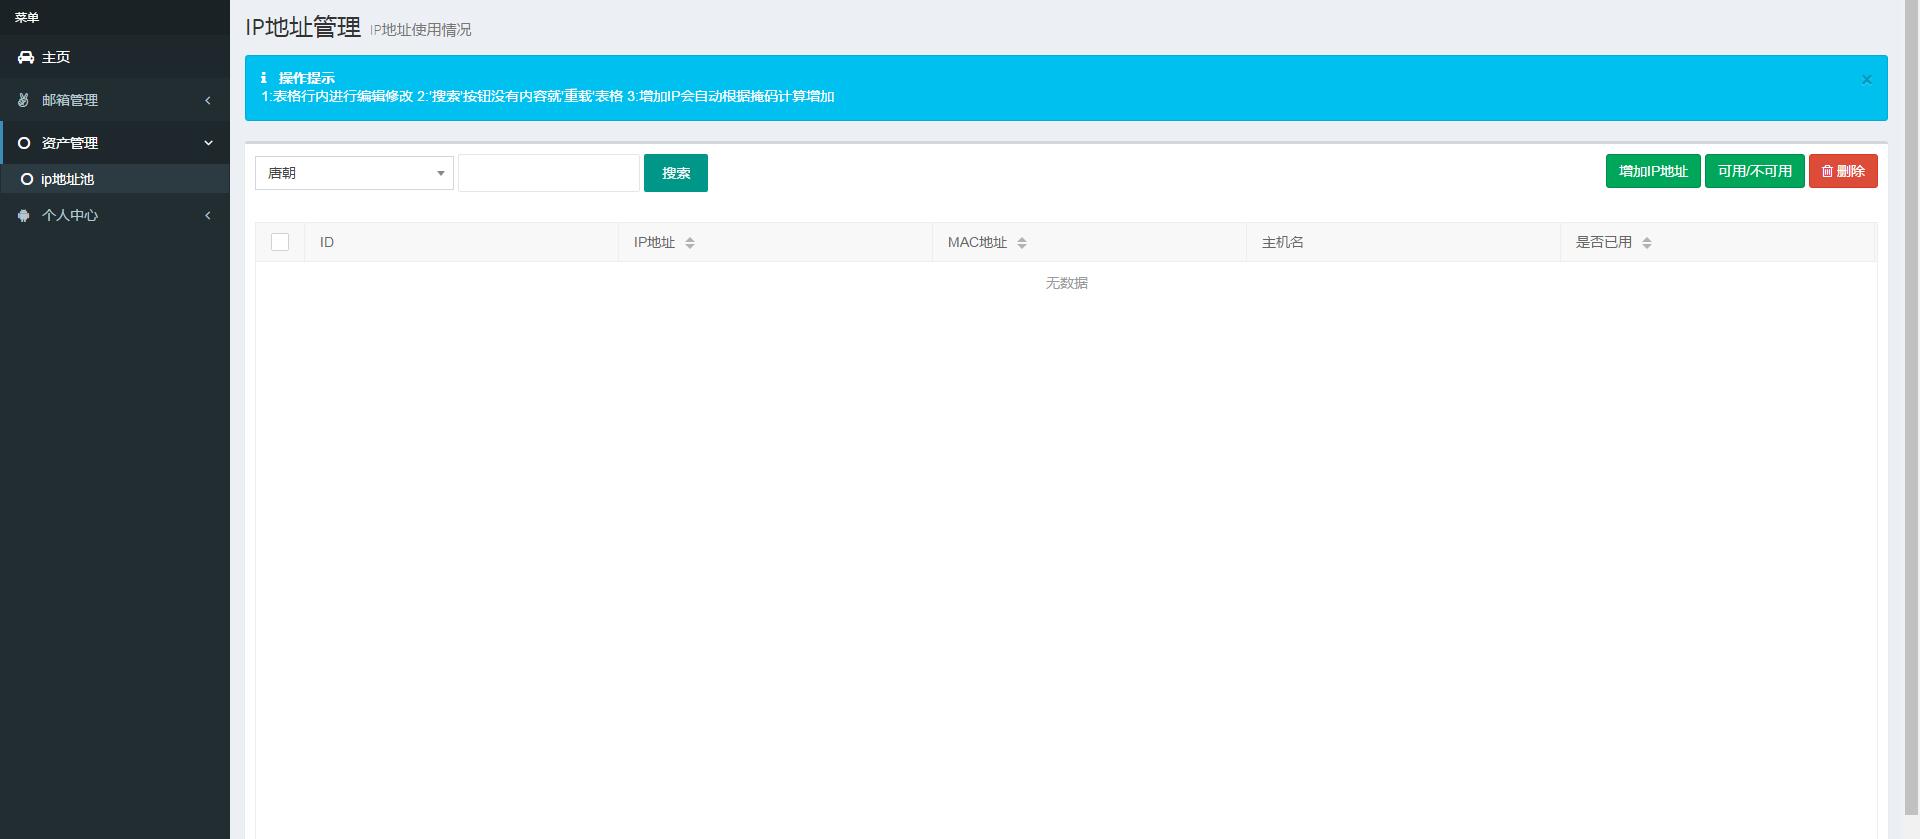 菜单
主页
邮箱管理
资产管理
ip地址池
个人中心
IP地址管理 IP地址使用情况
操作提示
1:表格行内进行编辑修改 2:'搜索'按钮没有内容就'重载'表格 3:增加IP会自动根据掩码计算增加
×
唐朝
搜索
增加IP地址
可用/不可用
删除
ID
IP地址
MAC地址
主机名
是否已用
无数据